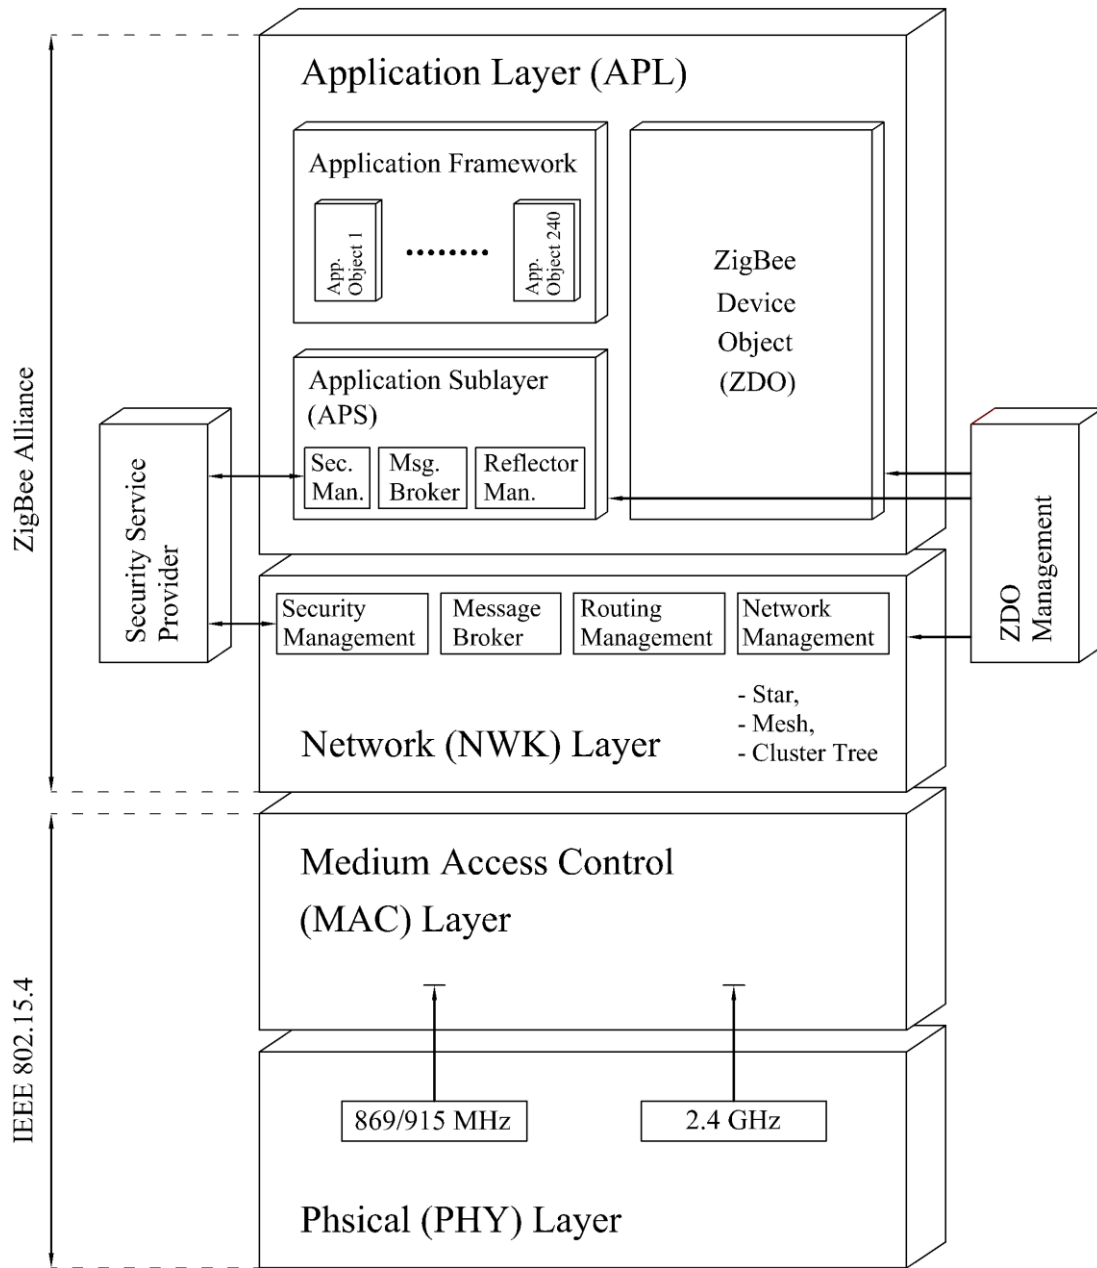 Application Layer (APL)
Application Framework
App.
Object 1
........
App.
Object 240
ZigBee
Device
Object
(ZDO)
Application Sublayer
(APS)
Sec.
Man.
Msg.
Broker
Reflector
Man.
ZigBee Alliance
Security Service
Provider
ZDO
Management
Security
Management
Message
Broker
Routing
Management
Network
Management
- Star,
- Mesh,
- Cluster Tree
Network (NWK) Layer
Medium Access Control
(MAC) Layer
IEEE 802.15.4
869/915 MHz
2.4 GHz
Phsical (PHY) Layer